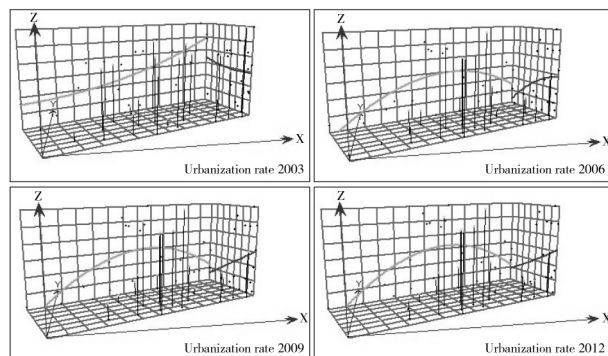 Z
Y
X
Urbanization rate 2003
Z
Y
X
Urbanization rate 2006
Z
Y
X
Urbanization rate 2009
Z
Y
X
Urbanization rate 2012